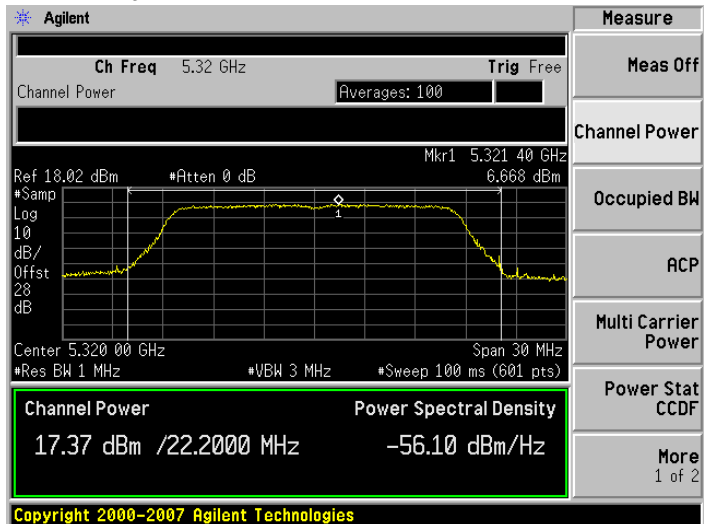 Agilent
Measure
Ch Freq 5.32 GHz Trig Free
Channel Power Averages: 100
Mkr1 5.321 40 GHz
Ref 18.02 dBm #Atten 0 dB 6.668 dBm
#Samp
Log
10
dB/
Offst
28
dB
1
Center 5.320 00 GHz Span 30 MHz
#Res BW 1 MHz #VBW 3 MHz #Sweep 100 ms (601 pts)
Channel Power Power Spectral Density
17.37 dBm /22.2000 MHz -56.10 dBm/Hz
Copyright 2000-2007 Agilent Technologies
Meas Off
Channel Power
Occupied BW
ACP
Multi Carrier
Power
Power Stat
CCDF
More
1 of 2